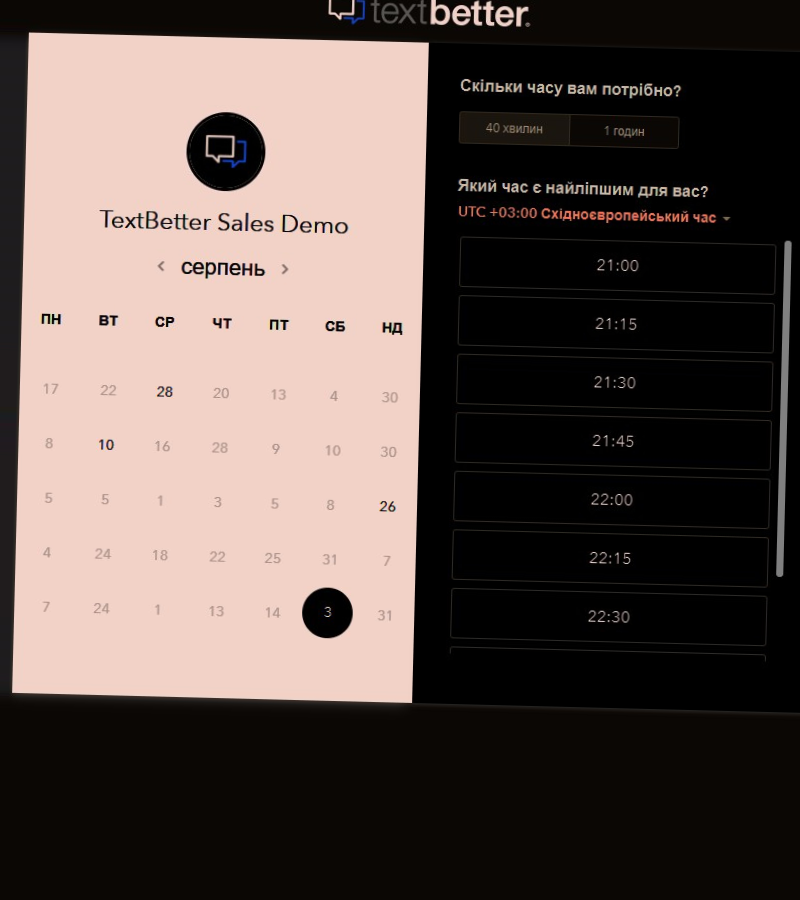 textbetter.
TextBetter Sales Demo
серпень
ПН ВТ СР ЧТ ПТ СБ НД
17 22 28 20 13 4 30
8 10 16 28 9 10 30
5 5 1 3 5 8 26
4 24 18 22 25 31 7
7 24 1 13 14 3 31
Скільки часу вам потрібно?
40 хвилин 1 годин
Який час є найліпшим для вас?
UTC +03:00 Східноєвропейський час
21:00
21:15
21:30
21:45
22:00
22:15
22:30